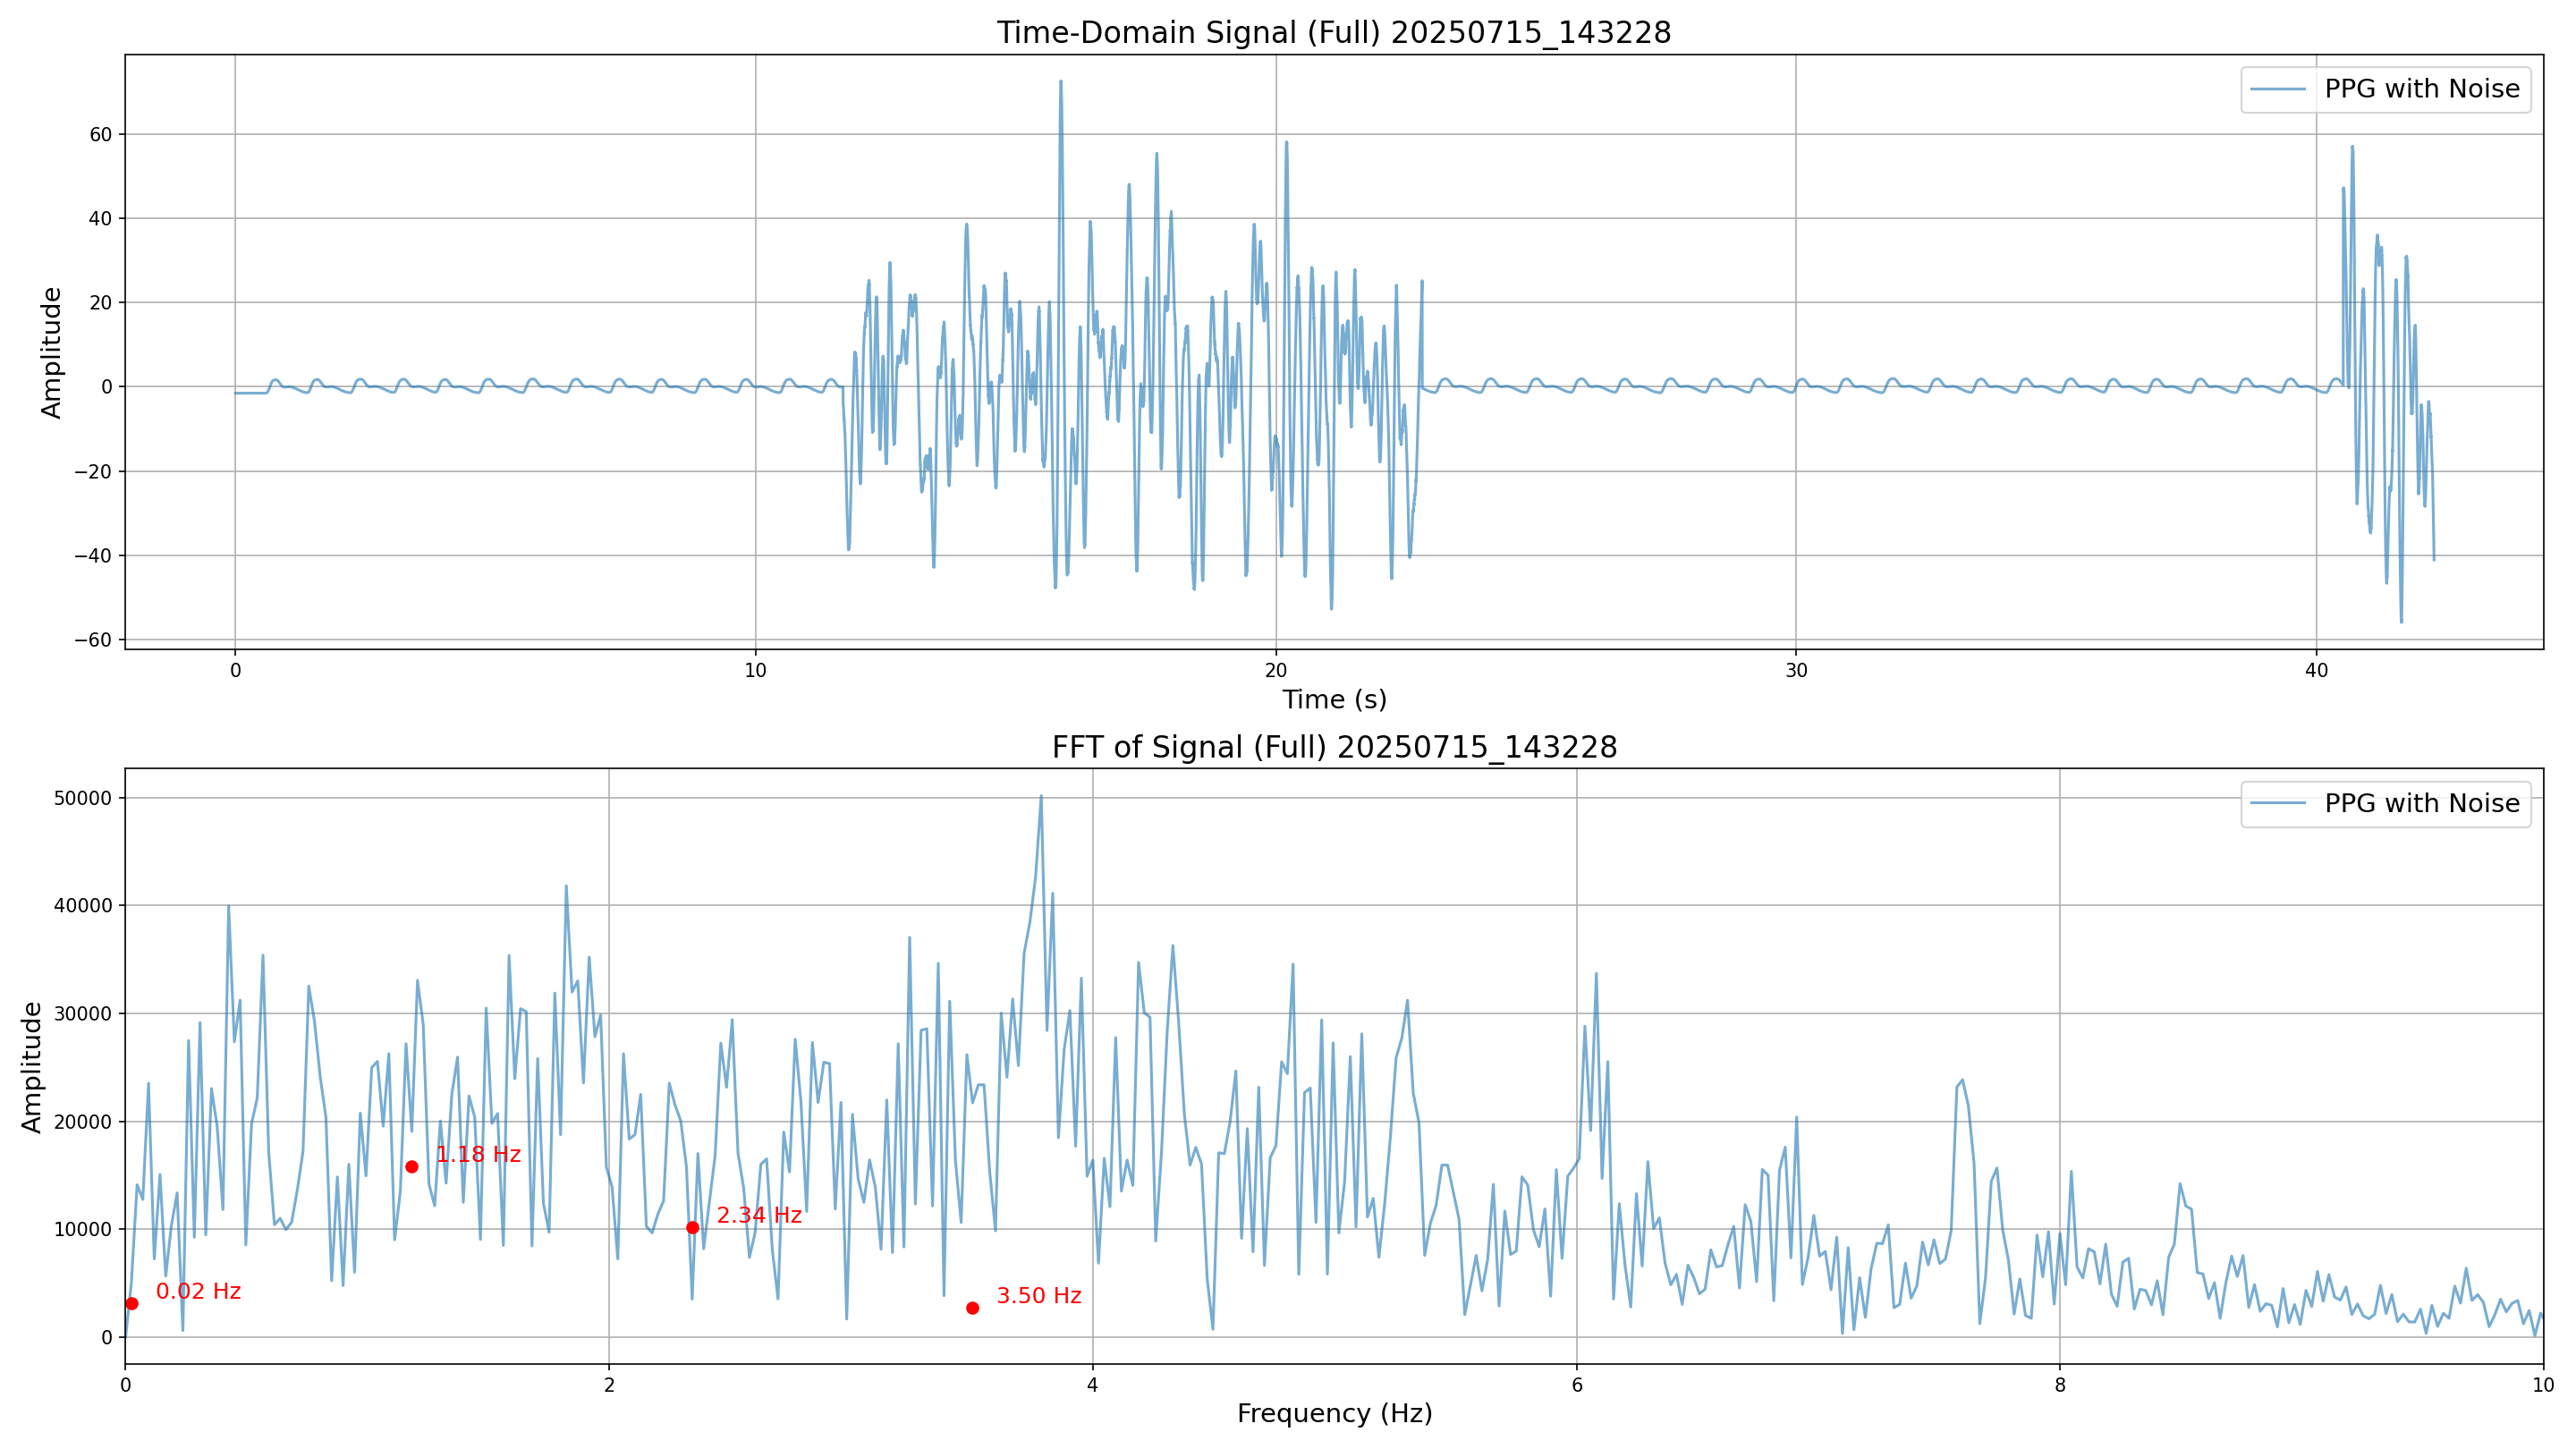 Time-Domain Signal (Full) 20250715_143228
PPG with Noise
Amplitude
60
40
20
0
−20
−40
−60
0 10 20 30 40
Time (s)
FFT of Signal (Full) 20250715_143228
PPG with Noise
Amplitude
50000
40000
30000
20000
10000
0
1.18 Hz
2.34 Hz
0.02 Hz
3.50 Hz
0 2 4 6 8 10
Frequency (Hz)